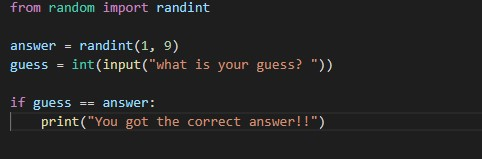 from random import randint
answer = randint(1, 9)
guess = int(input("what is your guess? "))
if guess == answer:
    print("You got the correct answer!!")